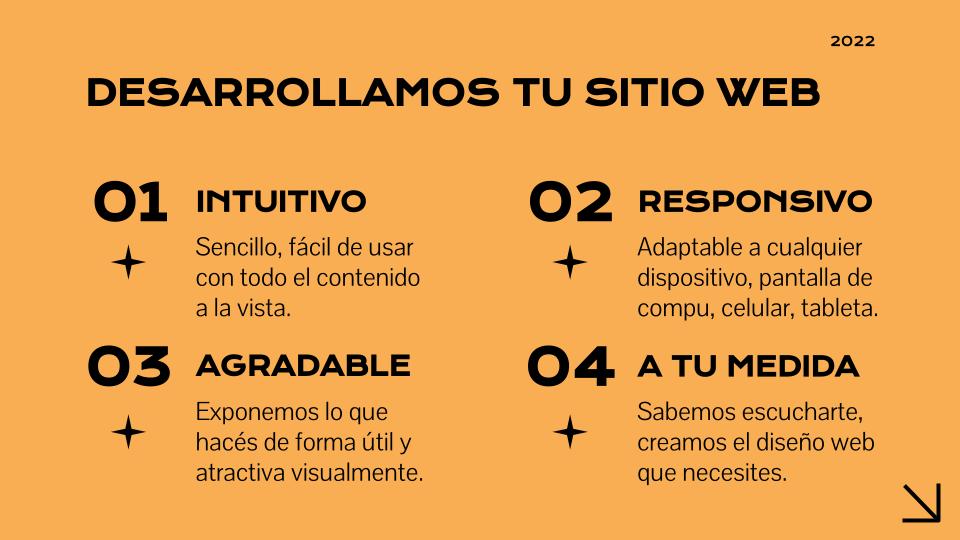 2022
DESARROLLAMOS TU SITIO WEB
01 INTUITIVO
Sencillo, fácil de usar
con todo el contenido
a la vista.
02 RESPONSIVO
Adaptable a cualquier
dispositivo, pantalla de
compu, celular, tableta.
03 AGRADABLE
Exponemos lo que
hacés de forma útil y
atractiva visualmente.
04 A TU MEDIDA
Sabemos escucharte,
creamos el diseño web
que necesites.